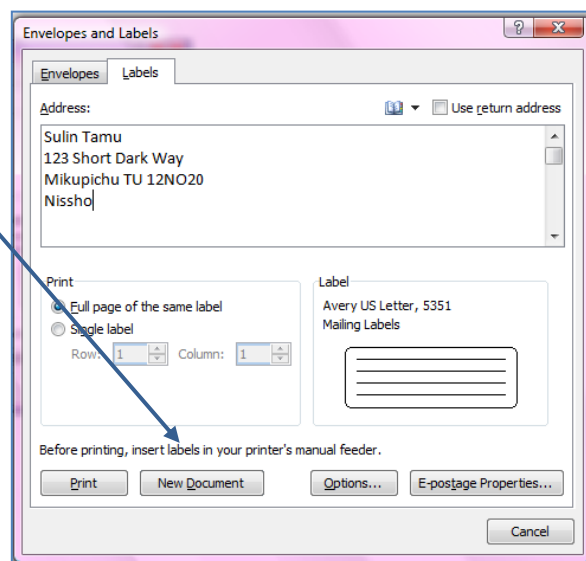 Envelopes and Labels
Envelopes Labels
Address: Use return address
Sulin Tamu
123 Short Dark Way
Mikupichu TU 12NO20
Nissho
Print
Full page of the same label
Single label
Row: 1 Column: 1
Label
Avery US Letter, 5351
Mailing Labels
Before printing, insert labels in your printer's manual feeder.
Print New Document Options... E-postage Properties...
Cancel